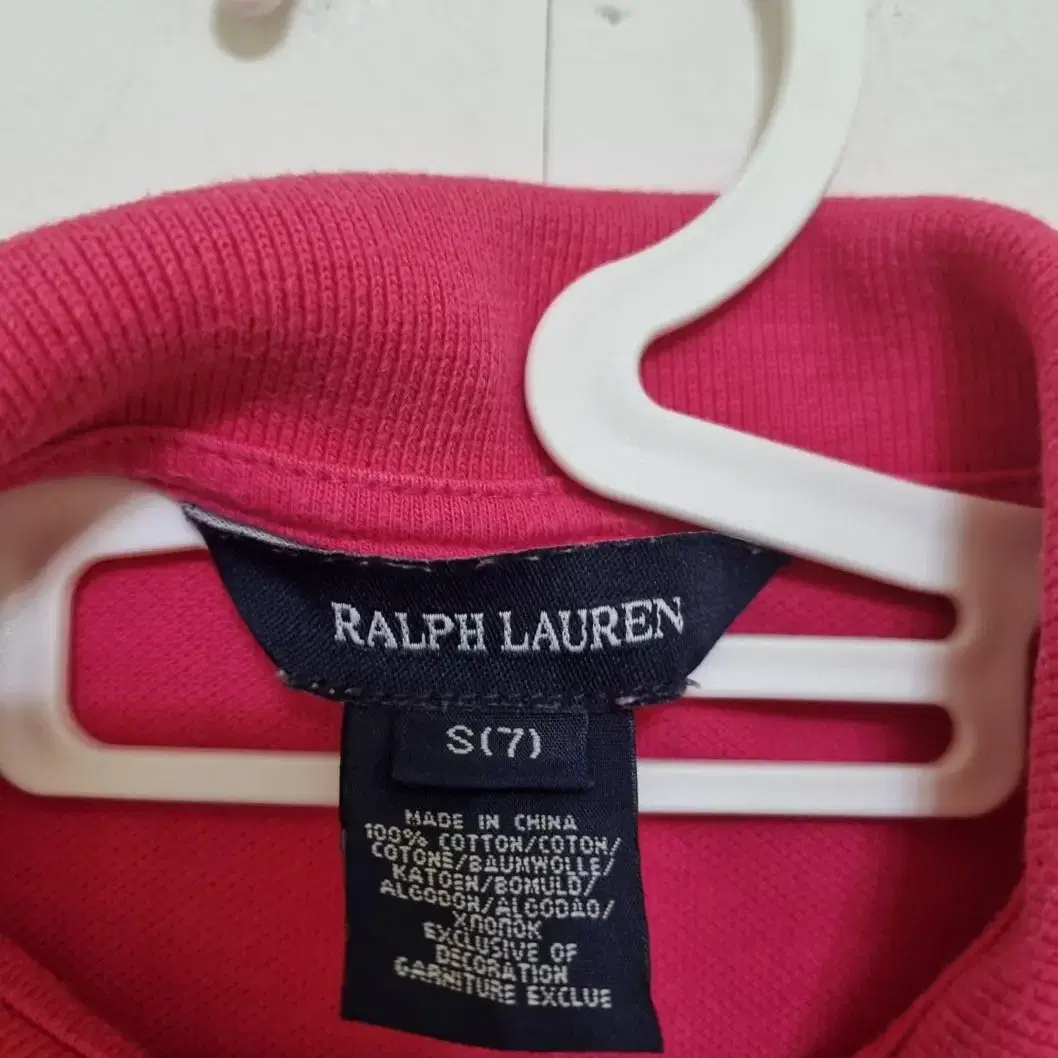 RALPH LAUREN
S(7)
MADE IN CHINA
100% COTTON/COTON/
COTONE/BAUMWOLLE/
KATOEN/BOMULD/
ALGODON/ALGODAO/
ХЛОПОК
EXCLUSIVE OF
DECORATION
GARNITURE EXCLUE